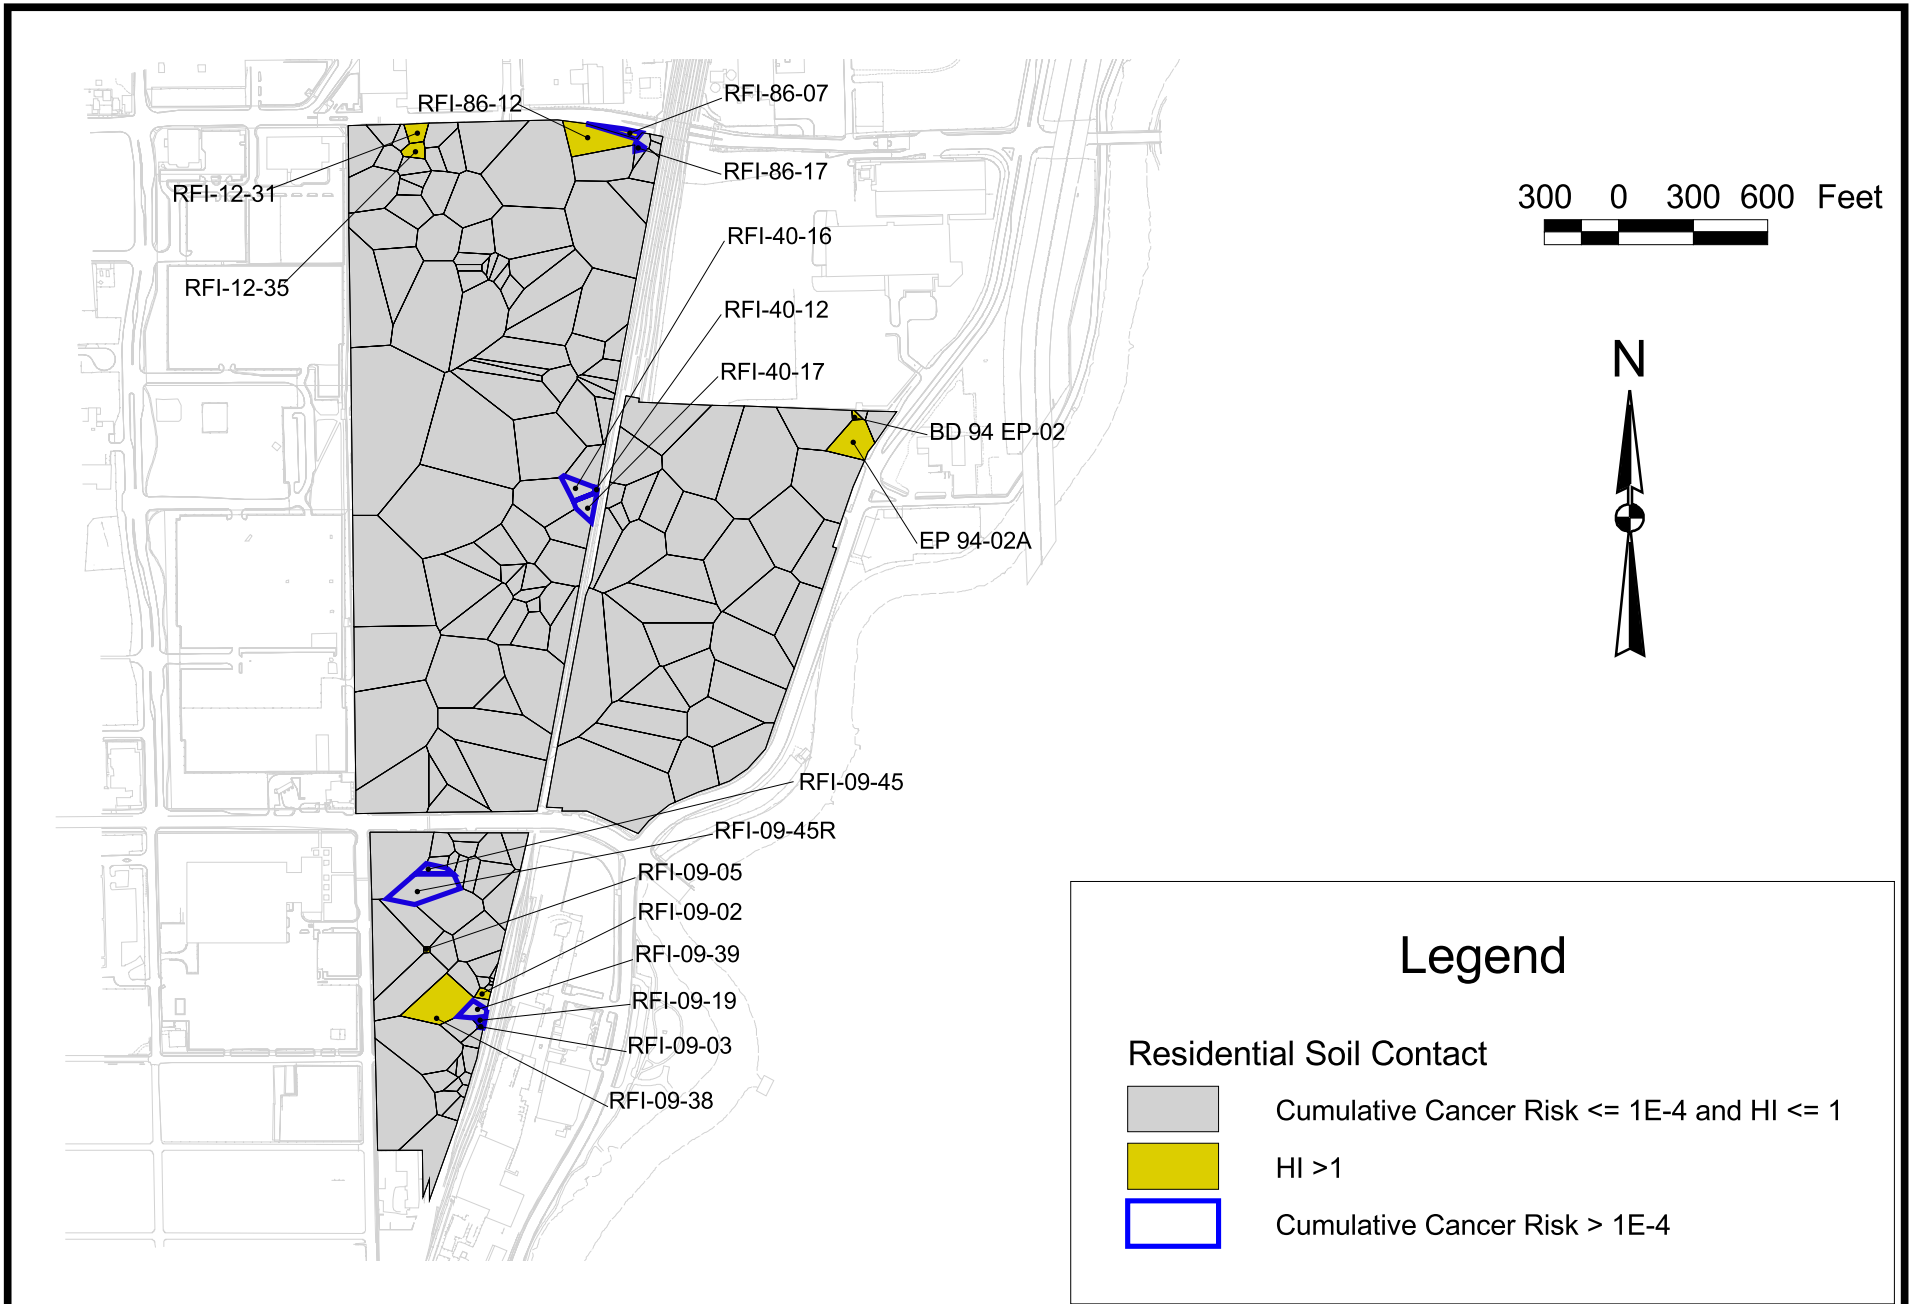 RFI-86-12
RFI-86-07
RFI-86-17
RFI-12-31
RFI-12-35
RFI-40-16
RFI-40-12
RFI-40-17
BD 94 EP-02
EP 94-02A
RFI-09-45
RFI-09-45R
RFI-09-05
RFI-09-02
RFI-09-39
RFI-09-19
RFI-09-03
RFI-09-38
300 0 300 600 Feet
N
Legend
Residential Soil Contact
Cumulative Cancer Risk <= 1E-4 and HI <= 1
HI >1
Cumulative Cancer Risk > 1E-4